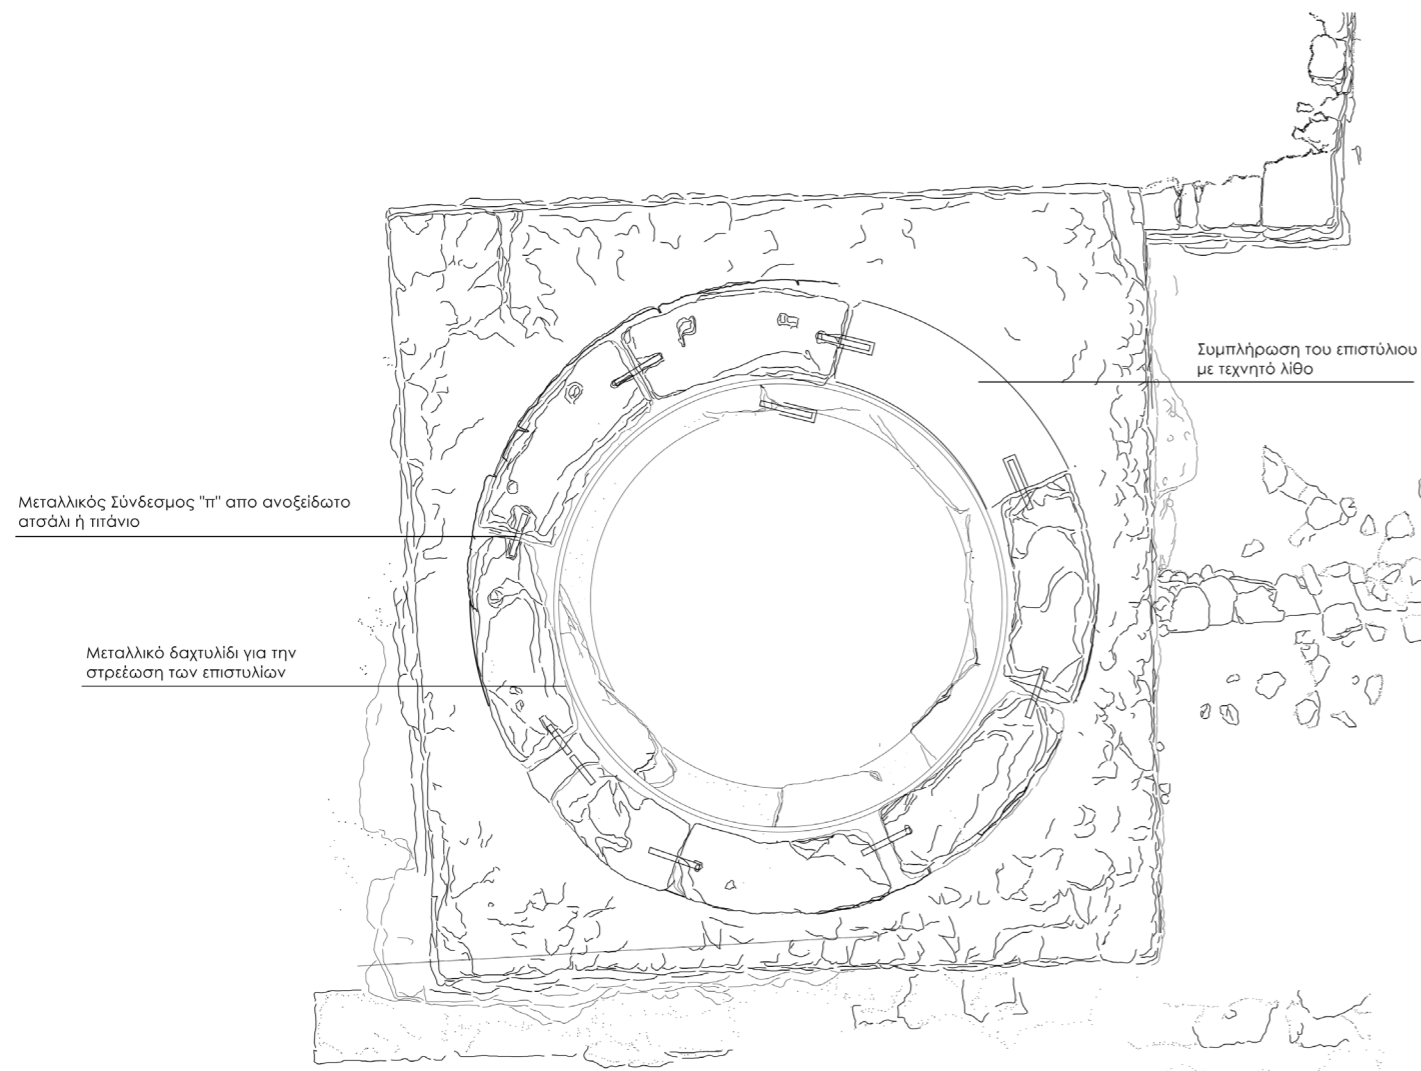 Συμπλήρωση του επιστύλιου
με τεχνητό λίθο
Μεταλλικός Σύνδεσμος "π" απο ανοξείδωτο
ατσάλι ή τιτάνιο
Μεταλλικό δαχτυλίδι για την
στρεέωση των επιστυλίων